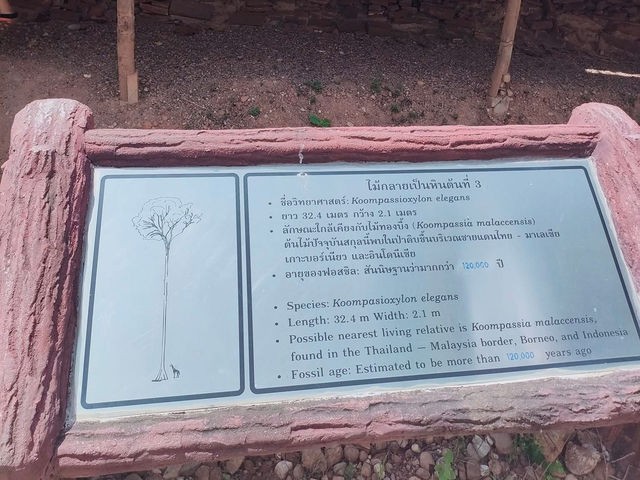 ไม้กลายเป็นหินต้นที่ 3
• ชื่อวิทยาศาสตร์: Koompassioxylon elegans
• ยาว 32.4 เมตร กว้าง 2.1 เมตร
• ลักษณะใกล้เคียงกับไม้ทองบึ้ง (Koompassia malaccensis)
ต้นไม้ปัจจุบันสกุลนี้พบในป่าดิบชื้นบริเวณชายแดนไทย - มาเลเซีย
เกาะบอร์เนียว และอินโดนีเซีย
• อายุของฟอสซิล: สันนิษฐานว่ามากกว่า 120,000 ปี
• Species: Koompasioxylon elegans
• Length: 32.4 m Width: 2.1 m
• Possible nearest living relative is Koompassia malaccensis,
found in the Thailand – Malaysia border, Borneo, and Indonesia
• Fossil age: Estimated to be more than 120,000 years ago